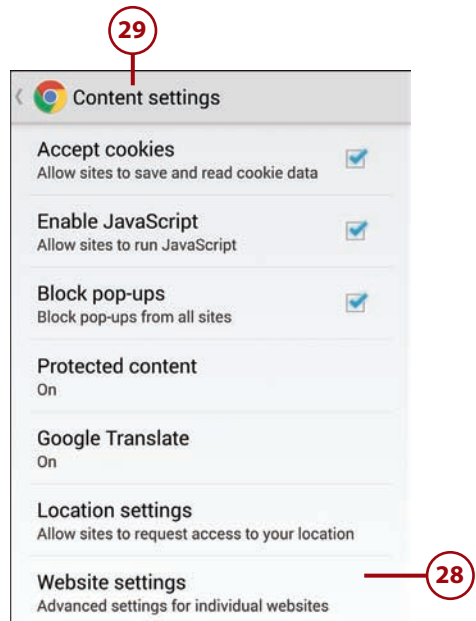 29
Content settings
Accept cookies
Allow sites to save and read cookie data
Enable JavaScript
Allow sites to run JavaScript
Block pop-ups
Block pop-ups from all sites
Protected content
On
Google Translate
On
Location settings
Allow sites to request access to your location
Website settings
28
Advanced settings for individual websites